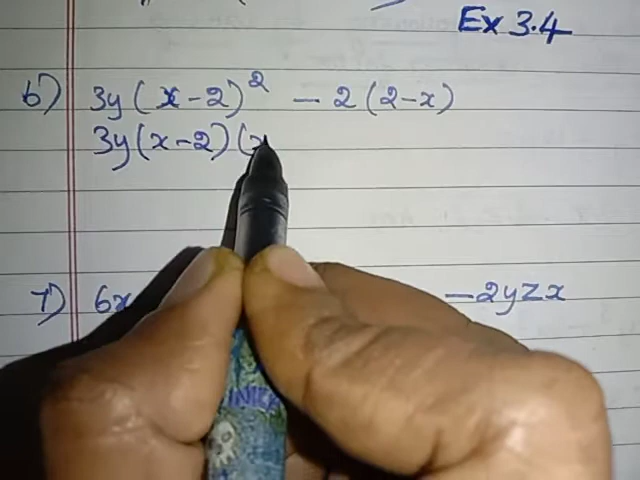 Ex 3.4
6) 3y(x-2)² - 2(2-x)
3y(x-2)(x
7) 6x -2yzx